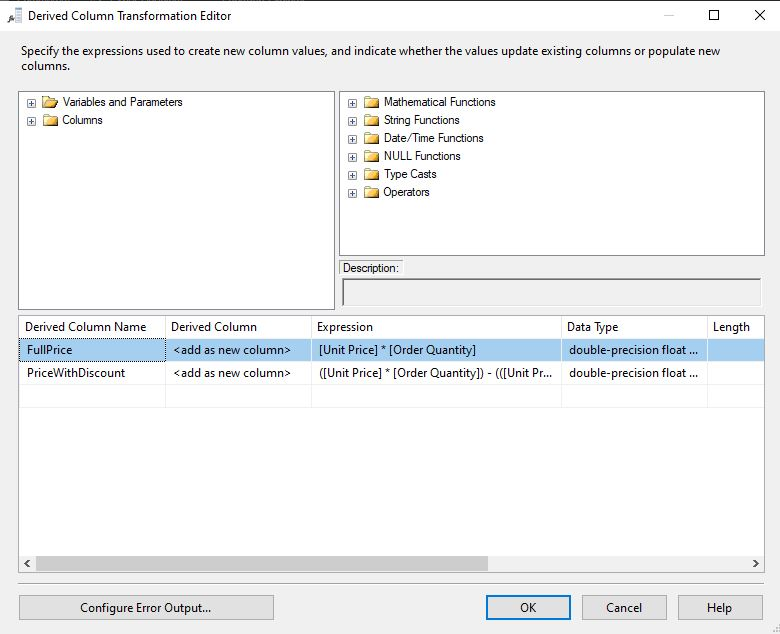 Derived Column Transformation Editor
Specify the expressions used to create new column values, and indicate whether the values update existing columns or populate new
columns.
Variables and Parameters
Columns
Mathematical Functions
String Functions
Date/Time Functions
NULL Functions
Type Casts
Operators
Description:
Derived Column Name Derived Column Expression Data Type Length
FullPrice <add as new column> [Unit Price] * [Order Quantity] double-precision float ...
PriceWithDiscount <add as new column> ([Unit Price] * [Order Quantity]) - (([Unit Pr... double-precision float ...
Configure Error Output... OK Cancel Help